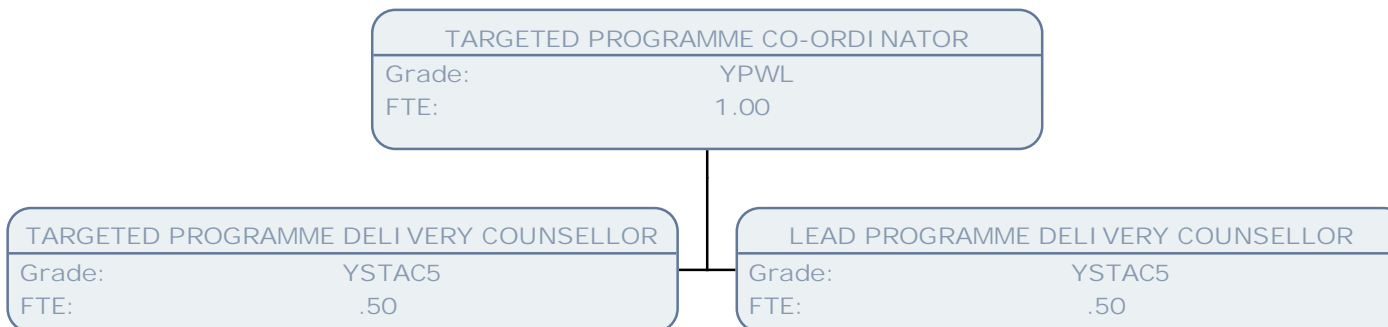 TARGETED PROGRAMME CO-ORDINATOR
Grade: YPWL
FTE: 1.00
TARGETED PROGRAMME DELIVERY COUNSELLOR
Grade: YSTAC5
FTE: .50
LEAD PROGRAMME DELIVERY COUNSELLOR
Grade: YSTAC5
FTE: .50